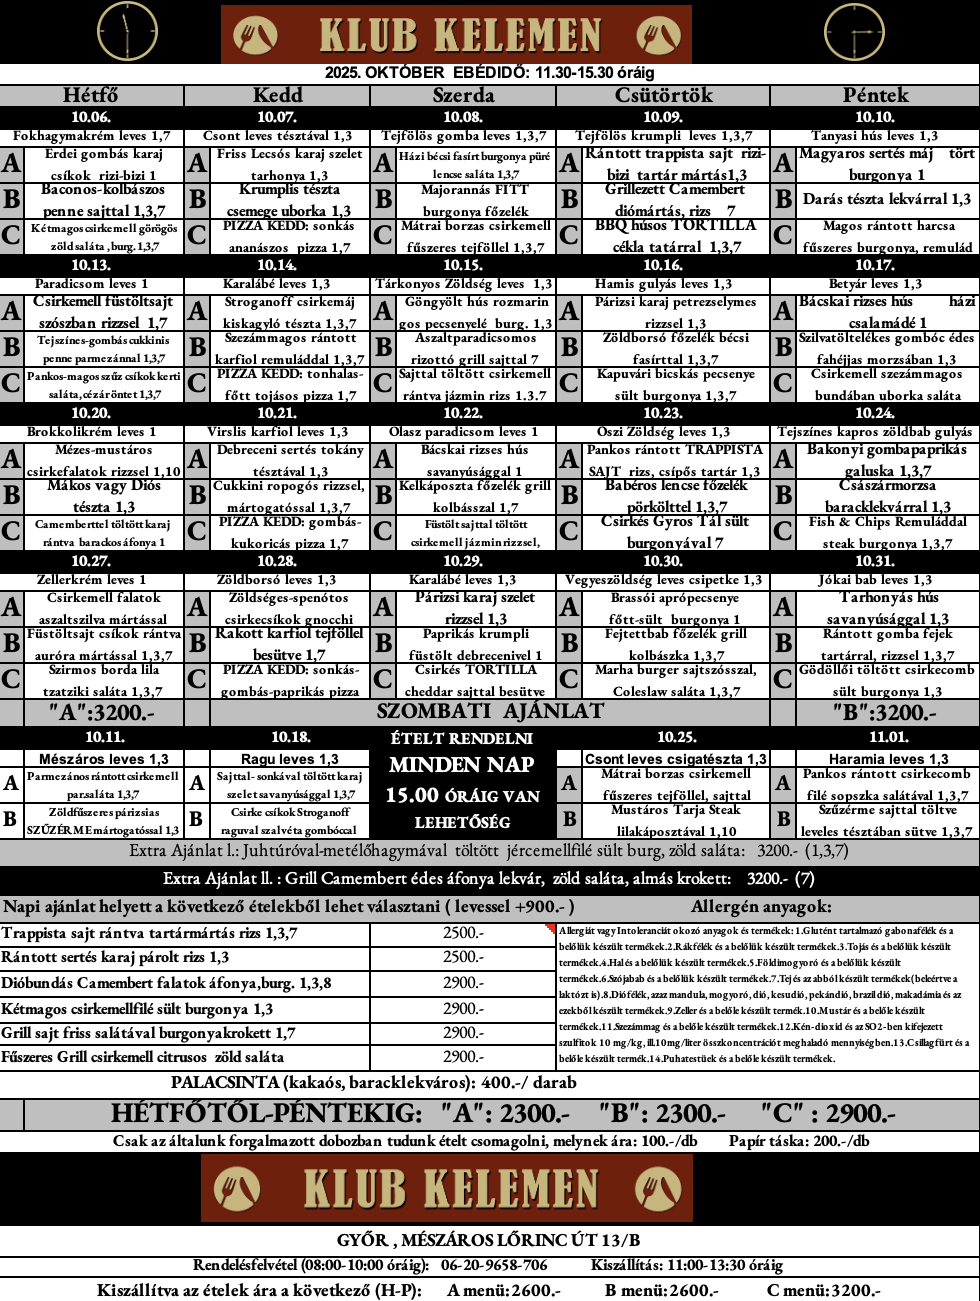 KLUB KELEMEN
2025. OKTÓBER EBÉDIDŐ: 11.30-15.30 óráig
Hétfő Kedd Szerda Csütörtök Péntek
10.06. 10.07. 10.08. 10.09. 10.10.
Fokhagymakrém leves 1,7 Csont leves tésztával 1,3 Tejfölös gomba leves 1,3,7 Tejfölös krumpli leves 1,3,7 Tanyasi hús leves 1,3
A Erdei gombás karaj A Friss Lecsós karaj szelet A Házi bécsi fasírt burgonya püré A Rántott trappista sajt rizi- A Magyaros sertés máj tört
csíkok rizi-bizi 1 tarhonya 1,3 lencse saláta 1,3,7 bizi tartár mártás1,3 burgonya 1
B Baconos-kolbászos B Krumplis tészta B Majorannás FITT B Grillezett Camembert B Darás tészta lekvárral 1,3
penne sajttal 1,3,7 csemege uborka 1,3 burgonya főzelék diómártás, rizs 7
C Kétmagos csirkemell görögös C PIZZA KEDD: sonkás C Mátrai borzas csirkemell C BBQ húsos TORTILLA C Magos rántott harcsa
zöld saláta ,burg. 1,3,7 ananászos pizza 1,7 fűszeres tejföllel 1,3,7 cékla tatárral 1,3,7 fűszeres burgonya, remulád
10.13. 10.14. 10.15. 10.16. 10.17.
Paradicsom leves 1 Karalábé leves 1,3 Tárkonyos Zöldség leves 1,3 Hamis gulyás leves 1,3 Betyár leves 1,3
A Csirkemell füstöltsajt A Stroganoff csirkemáj A Göngyölt hús rozmarin A Párizsi karaj petrezselymes A Bácskai rizses hús házi
szószban rizzsel 1,7 kiskagyló tészta 1,3,7 gos pecsenyelé burg. 1,3 rizzsel 1,3 csalamádé 1
B Tejszínes-gombás cukkinis B Szezámmagos rántott B Aszaltparadicsomos B Zöldborsó főzelék bécsi B Szilvatöltelékes gombóc édes
penne parmezánnal 1,3,7 karfiol remuláddal 1,3,7 rizottó grill sajttal 7 fasírttal 1,3,7 fahéjjas morzsában 1,3
C Pankos-magos szűz csíkok kerti C PIZZA KEDD: tonhalas- C Sajttal töltött csirkemell C Kapuvári bicskás pecsenye C Csirkemell szezámmagos
saláta, cézár öntet 1,3,7 főtt tojásos pizza 1,7 rántva jázmin rizs 1.3.7 sült burgonya 1,3,7 bundában uborka saláta
10.20. 10.21. 10.22. 10.23. 10.24.
Brokkolikrém leves 1 Virslis karfiol leves 1,3 Olasz paradicsom leves 1 Őszi Zöldség leves 1,3 Tejszínes kapros zöldbab gulyás
A Mézes-mustáros A Debreceni sertés tokány A Bácskai rizses hús A Pankos rántott TRAPPISTA A Bakonyi gombapaprikás
csirkefalatok rizzsel 1,10 tésztával 1,3 savanyúsággal 1 SAJT rizs, csípős tartár 1,3 galuska 1,3,7
B Mákos vagy Diós B Cukkini ropogós rizzsel, B Kelkáposzta főzelék grill B Babéros lencse főzelék B Császármorzsa
tészta 1,3 mártogatóssal 1,3,7 kolbásszal 1,7 pörkölttel 1,3,7 baracklekvárral 1,3
C Camemberttel töltött karaj C PIZZA KEDD: gombás- C Füstölt sajttal töltött C Csirkés Gyros Tál sült C Fish & Chips Remuláddal
rántva barackos áfonya 1 kukoricás pizza 1,7 csirkemell jázmin rizzsel, burgonyával 7 steak burgonya 1,3,7
10.27. 10.28. 10.29. 10.30. 10.31.
Zellerkrém leves 1 Zöldborsó leves 1,3 Karalábé leves 1,3 Vegyeszöldség leves csipetke 1,3 Jókai bab leves 1,3
A Csirkemell falatok A Zöldséges-spenótos A Párizsi karaj szelet A Brassói aprópecsenye A Tarhonyás hús
aszaltszilva mártással csirkecsíkok gnocchi rizzsel 1,3 főtt-sült burgonya 1 savanyúsággal 1,3
B Füstöltsajt csíkok rántva B Rakott karfiol tejföllel B Paprikás krumpli B Fejtettbab főzelék grill B Rántott gomba fejek
auróra mártással 1,3,7 besütve 1,7 füstölt debrecenivel 1 kolbászka 1,3,7 tartárral, rizzsel 1,3,7
C Szirmos borda lila C PIZZA KEDD: sonkás- C Csirkés TORTILLA C Marha burger sajtszósszal, C Gödöllői töltött csirkecomb
tzatziki saláta 1,3,7 gombás-paprikás pizza cheddar sajttal besütve Coleslaw saláta 1,3,7 sült burgonya 1,3
"A":3200.- SZOMBATI AJÁNLAT "B":3200.-
10.11. 10.18. ÉTELT RENDELNI 10.25. 11.01.
Mészáros leves 1,3 Ragu leves 1,3 MINDEN NAP Csont leves csigatészta 1,3 Haramia leves 1,3
A Parmezános rántott csirkemell A Sajttal- sonkával töltött karaj 15.00 ÓRÁIG VAN A Mátrai borzas csirkemell A Pankos rántott csirkecomb
par.saláta 1,3,7 szelet savanyúsággal 1,3,7 fűszeres tejföllel, sajttal filé sopszka salátával 1,3,7
B Zöldfűszeres párizsias B Csirke csíkok Stroganoff LEHETŐSÉG B Mustáros Tarja Steak B Szűzérme sajttal töltve
SZŰZÉRME mártogatóssal 1,3 raguval szalvéta gombóccal lilakáposztával 1,10 leveles tésztában sütve 1,3,7
Extra Ajánlat l.: Juhtúróval-metélőhagymával töltött jércemellfilé sült burg, zöld saláta: 3200.- (1,3,7)
Extra Ajánlat ll. : Grill Camembert édes áfonya lekvár, zöld saláta, almás krokett: 3200.- (7)
Napi ajánlat helyett a következő ételekből lehet választani ( levessel +900.- ) Allergén anyagok:
Trappista sajt rántva tartármártás rizs 1,3,7 2500.-
Rántott sertés karaj párolt rizs 1,3 2500.-
Dióbundás Camembert falatok áfonya,burg. 1,3,8 2900.-
Kétmagos csirkemellfilé sült burgonya 1,3 2900.-
Grill sajt friss salátával burgonyakrokett 1,7 2900.-
Fűszeres Grill csirkemell citrusos zöld saláta 2900.-
Allergiát vagy Intoleranciát okozó anyagok és termékek: 1.Glutént tartalmazó gabonafélék és a
belőlük készült termékek.2.Rákfélék és a belőlük készült termékek.3.Tojás és a belőlük készült
termékek.4.Hal és a belőlük készült termékek.5.Földimogyoró és a belőlük készült
termékek.6.Szójabab és a belőlük készült termékek.7.Tej és az abból készült termékek(beleértve a
laktózt is).8.Diófélék, azaz mandula, mogyoró, dió, kesudió, pekándió, brazil dió, makadámia és az
ezekből készült termékek.9.Zeller és a belőle készült termék.10.Mustár és a belőle készült
termékek.11.Szezámmag és a belőle készült termékek.12.Kén-dioxid és az SO2-ben kifejezett
szulfitok 10 mg/kg, ill.10mg/liter összkoncentrációt meghaladó mennyiségben.13.Csillagfürt és a
belőle készült termék.14.Puhatestűek és a belőle készült termékek.
PALACSINTA (kakaós, baracklekváros): 400.-/ darab
HÉTFŐTŐL-PÉNTEKIG: "A": 2300.- "B": 2300.- "C" : 2900.-
Csak az általunk forgalmazott dobozban tudunk ételt csomagolni, melynek ára: 100.-/db Papír táska: 200.-/db
KLUB KELEMEN
GYŐR , MÉSZÁROS LŐRINC ÚT 13/B
Rendelésfelvétel (08:00-10:00 óráig): 06-20-9658-706 Kiszállítás: 11:00-13:30 óráig
Kiszállítva az ételek ára a következő (H-P): A menü:2600.- B menü:2600.- C menü:3200.-